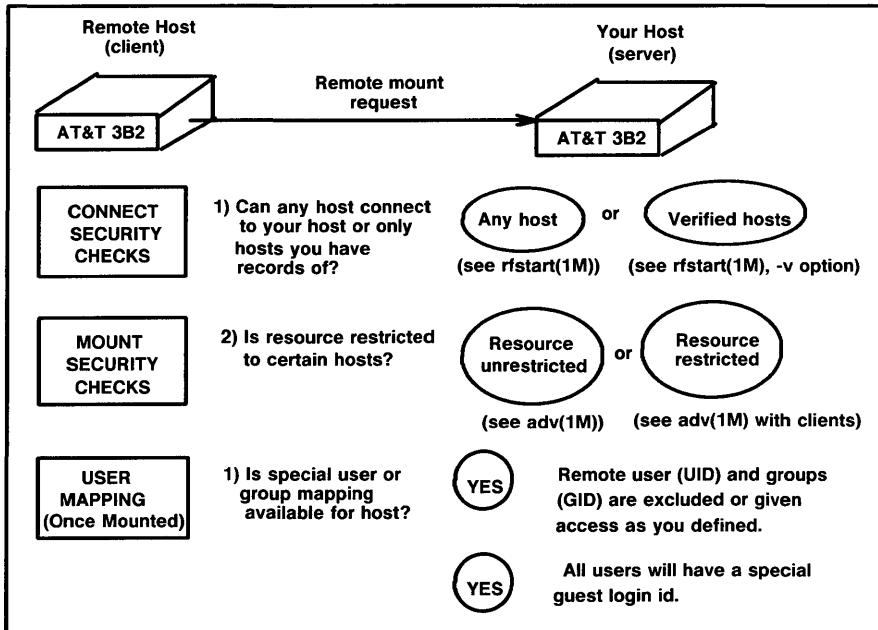 Remote Host
(client)
Your Host
(server)
Remote mount
request
AT&T 3B2
AT&T 3B2
CONNECT
SECURITY
CHECKS
1) Can any host connect
to your host or only
hosts you have
records of?
Any host
or
Verified hosts
(see rfstart(1M))
(see rfstart(1M), -v option)
MOUNT
SECURITY
CHECKS
2) Is resource restricted
to certain hosts?
Resource
unrestricted
or
Resource
restricted
(see adv(1M))
(see adv(1M) with clients)
USER
MAPPING
(Once Mounted)
1) Is special user or
group mapping
available for host?
YES
Remote user (UID) and groups
(GID) are excluded or given
access as you defined.
YES
All users will have a special
guest login id.